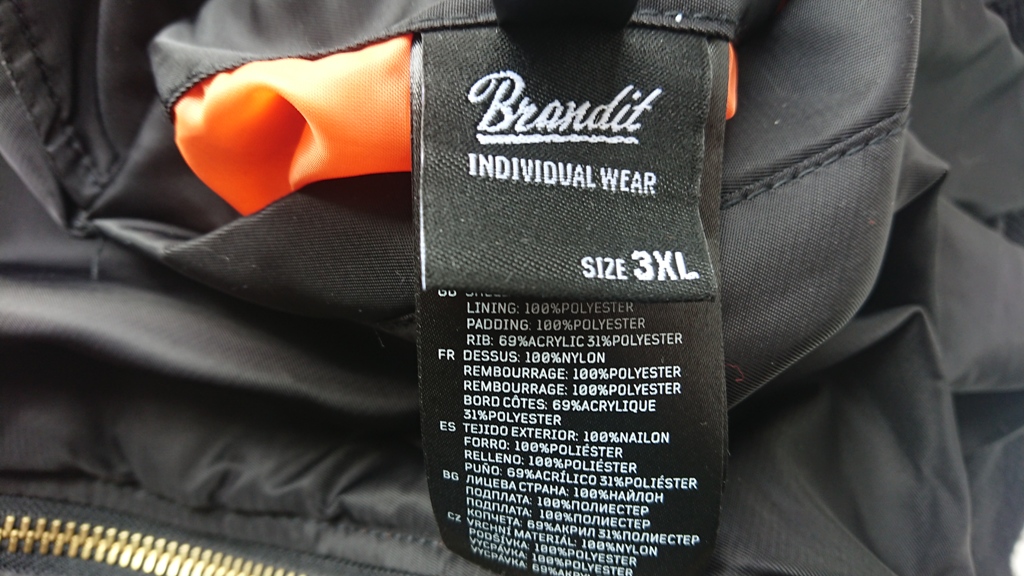 Brandit
INDIVIDUAL WEAR
SIZE 3XL
LINING: 100%POLYESTER
PADDING: 100%POLYESTER
RIB: 69%ACRYLIC 31%POLYESTER
FR DESSUS: 100%NYLON
REMBOURRAGE: 100%POLYESTER
REMBOURRAGE: 100%POLYESTER
BORD CÔTES: 69%ACRYLIQUE
31%POLYESTER
ES TEJIDO EXTERIOR: 100%NAILON
FORRO: 100%POLIÉSTER
RELLENO: 100%POLIÉSTER
PUÑO: 69%ACRÍLICO 31%POLIÉSTER
BG ЛИЦЕВА СТРАНА: 100%НАЙЛОН
ПОДПЛАТА: 100%ПОЛИЕСТЕР
ПОДПЛАТА: 100%ПОЛИЕСТЕР
69%АКРИЛ 31%ПОЛИЕСТЕР
CZ VRCHNÍ MATERIÁL: 100%NYLON
PODŠÍVKA: 100%POLYESTER
100%POLYESTER